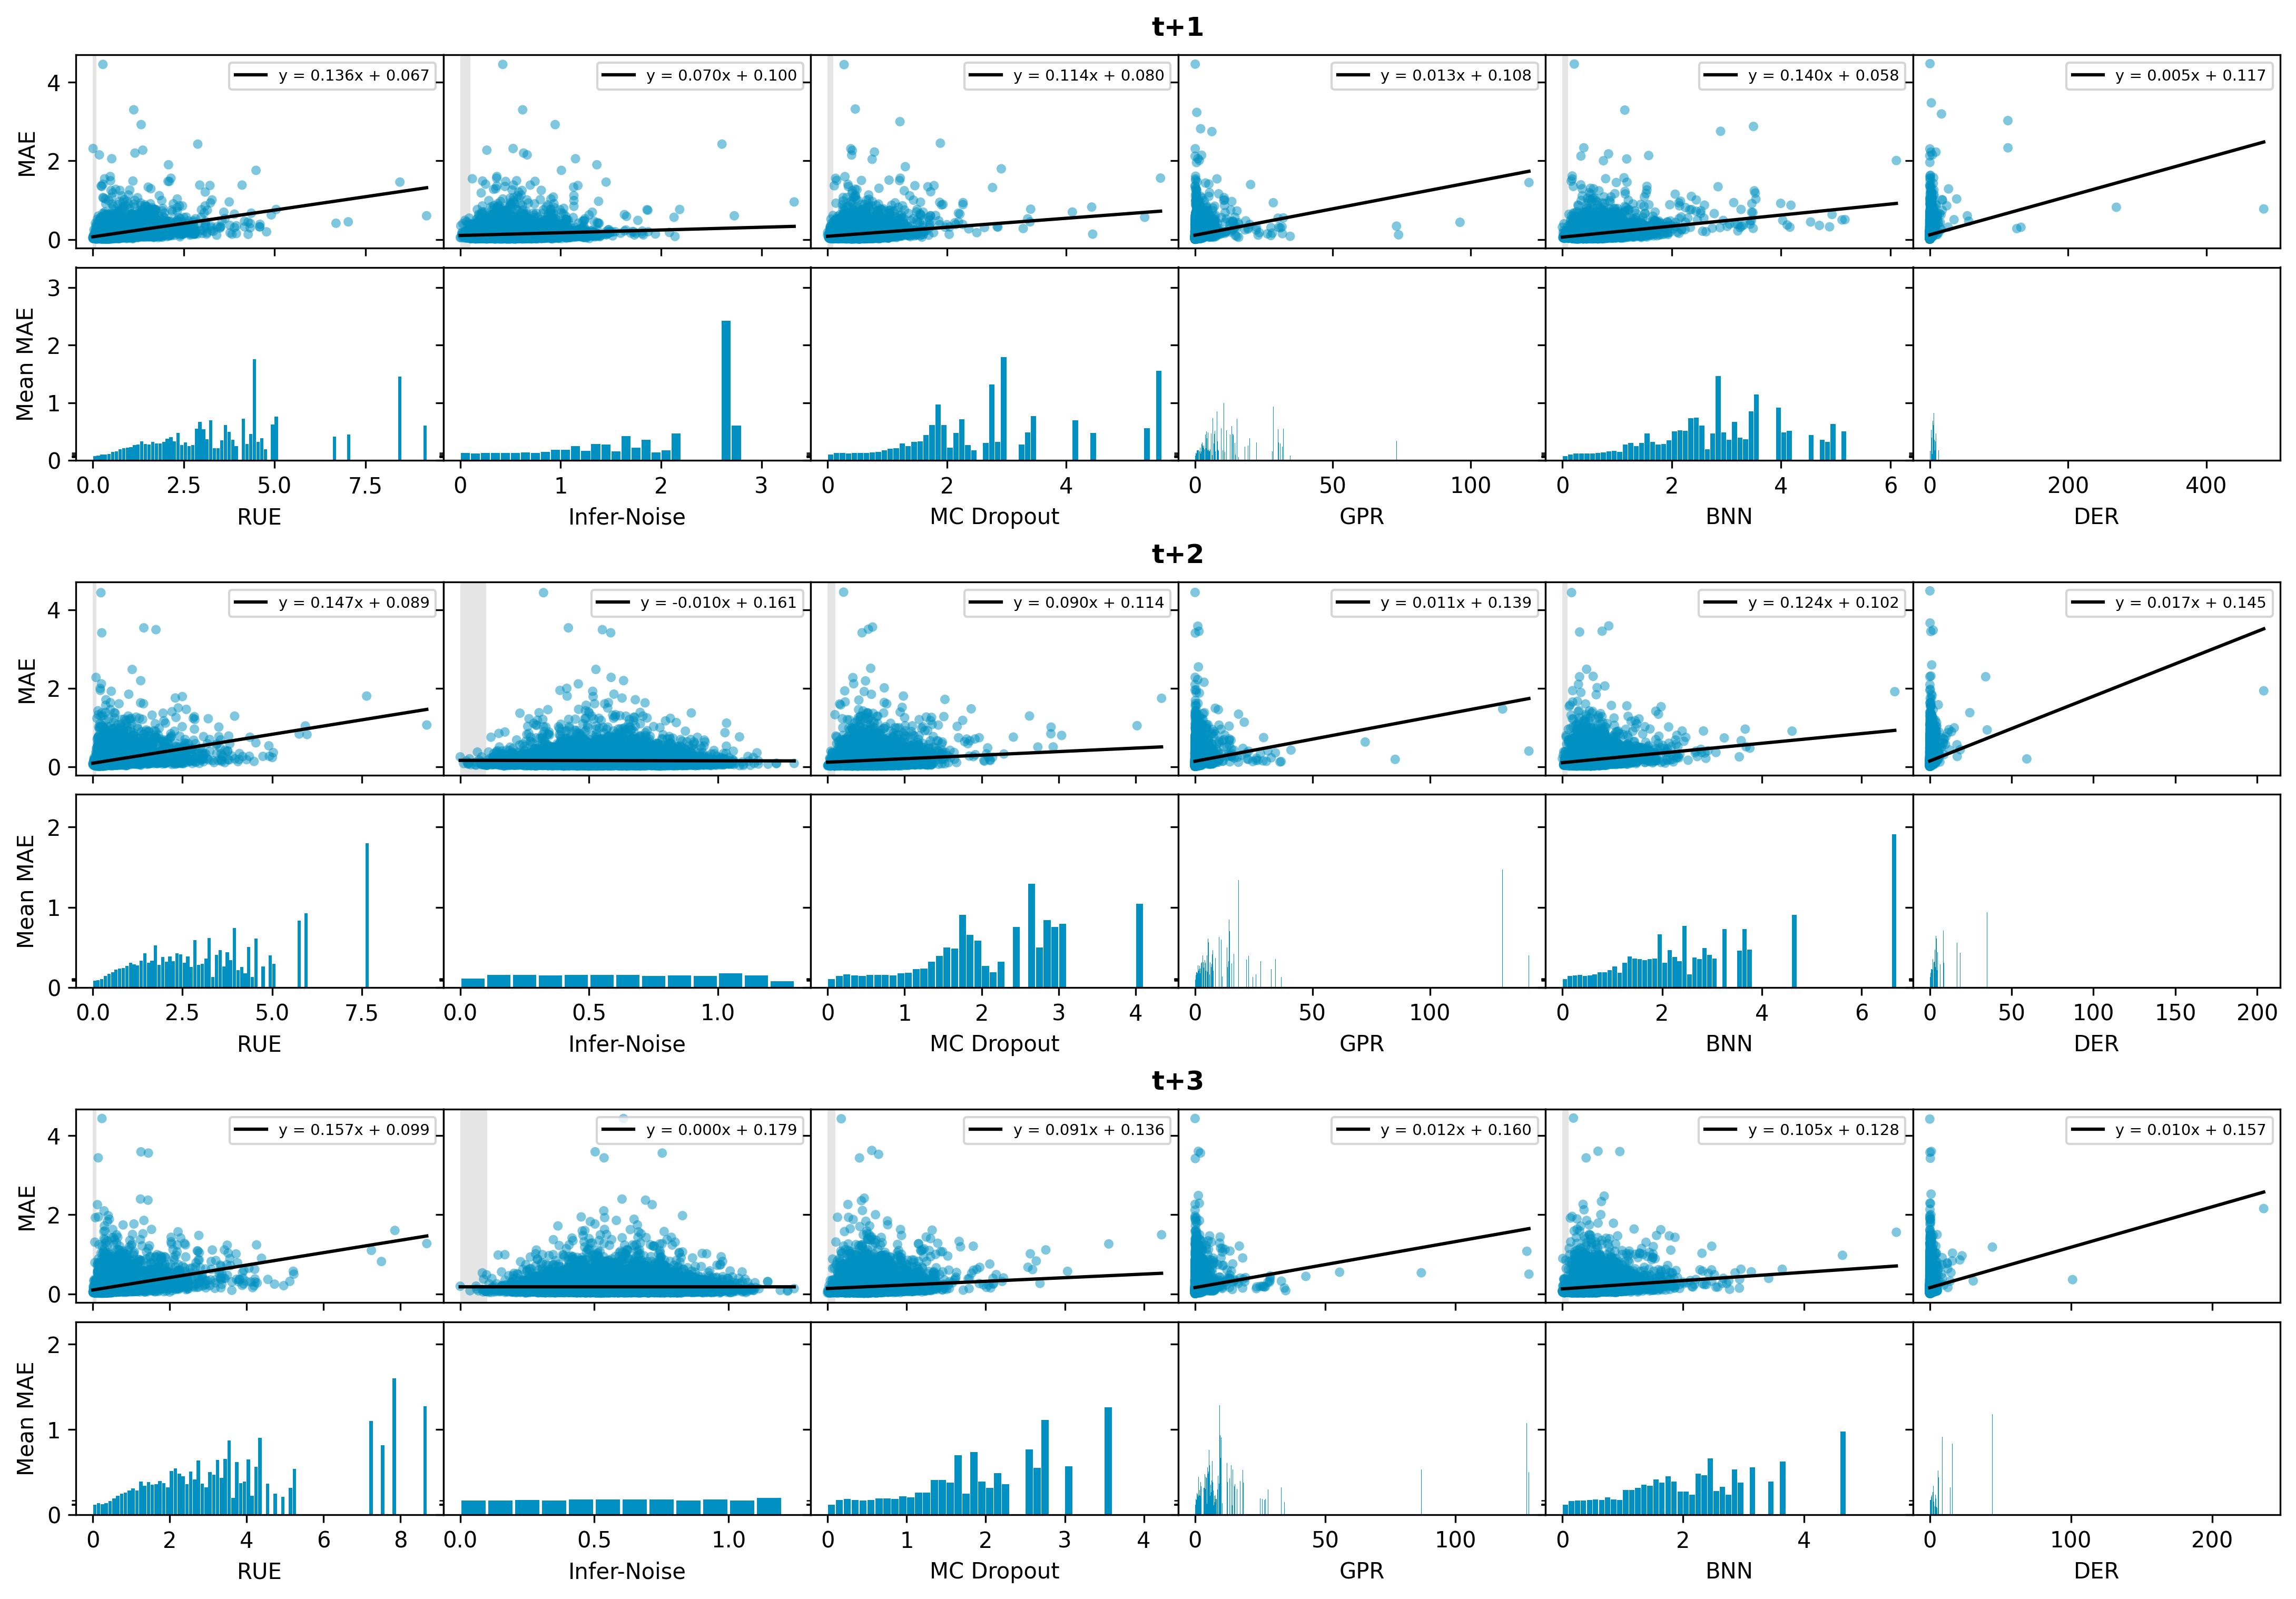 t+1
y = 0.136x + 0.067
y = 0.070x + 0.100
y = 0.114x + 0.080
y = 0.013x + 0.108
y = 0.140x + 0.058
y = 0.005x + 0.117
4
2
0
MAE
3
2
1
0
Mean MAE
0.0 2.5 5.0 7.5
0 1 2 3
0 2 4
0 50 100
0 2 4 6
0 200 400
RUE Infer-Noise MC Dropout GPR BNN DER
t+2
y = 0.147x + 0.089
y = -0.010x + 0.161
y = 0.090x + 0.114
y = 0.011x + 0.139
y = 0.124x + 0.102
y = 0.017x + 0.145
4
2
0
MAE
2
1
0
Mean MAE
0.0 2.5 5.0 7.5
0.0 0.5 1.0
0 1 2 3 4
0 50 100
0 2 4 6
0 50 100 150 200
RUE Infer-Noise MC Dropout GPR BNN DER
t+3
y = 0.157x + 0.099
y = 0.000x + 0.179
y = 0.091x + 0.136
y = 0.012x + 0.160
y = 0.105x + 0.128
y = 0.010x + 0.157
4
2
0
MAE
2
1
0
Mean MAE
0 2 4 6 8
0.0 0.5 1.0
0 1 2 3 4
0 50 100
0 2 4
0 100 200
RUE Infer-Noise MC Dropout GPR BNN DER